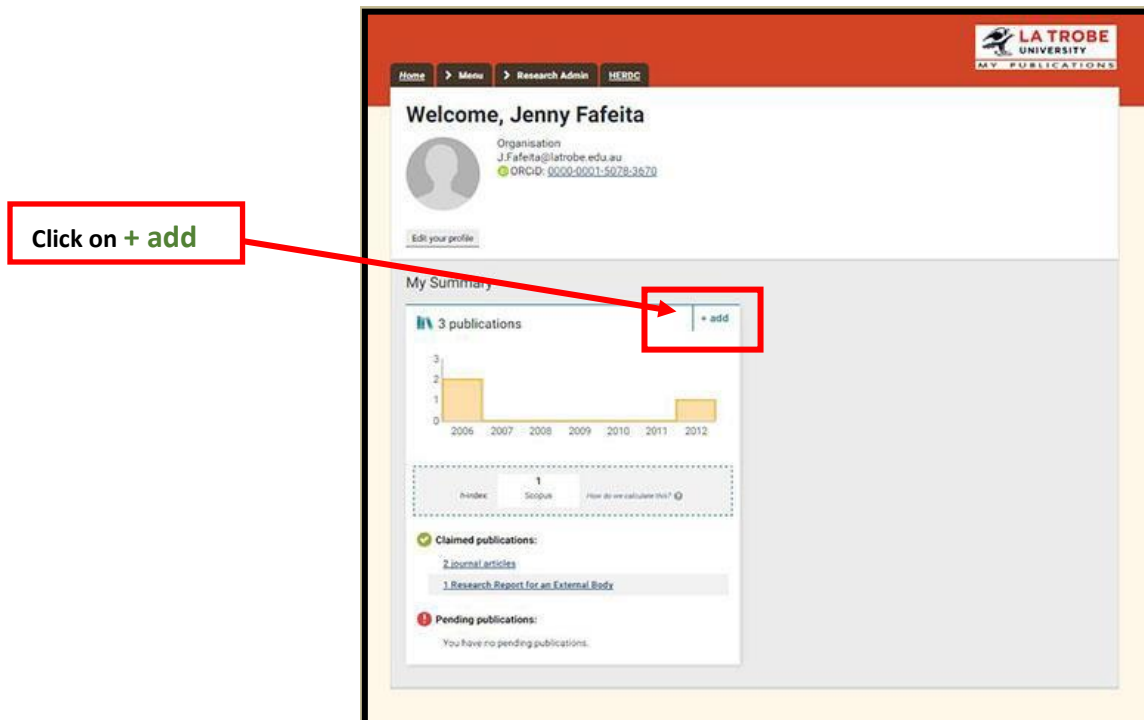 LA TROBE
UNIVERSITY
MY PUBLICATIONS
Home > Menu > Research Admin HERDC
Welcome, Jenny Fafeita
Organisation
J.Fafeita@latrobe.edu.au
iD ORCiD: 0000-0001-5078-3670
Click on + add
Edit your profile
My Summary
3 publications + add
3
2
1
0
2006 2007 2008 2009 2010 2011 2012
1
h-index Scopus How do we calculate this? ?
Claimed publications:
2 journal articles
1 Research Report for an External Body
Pending publications:
You have no pending publications.